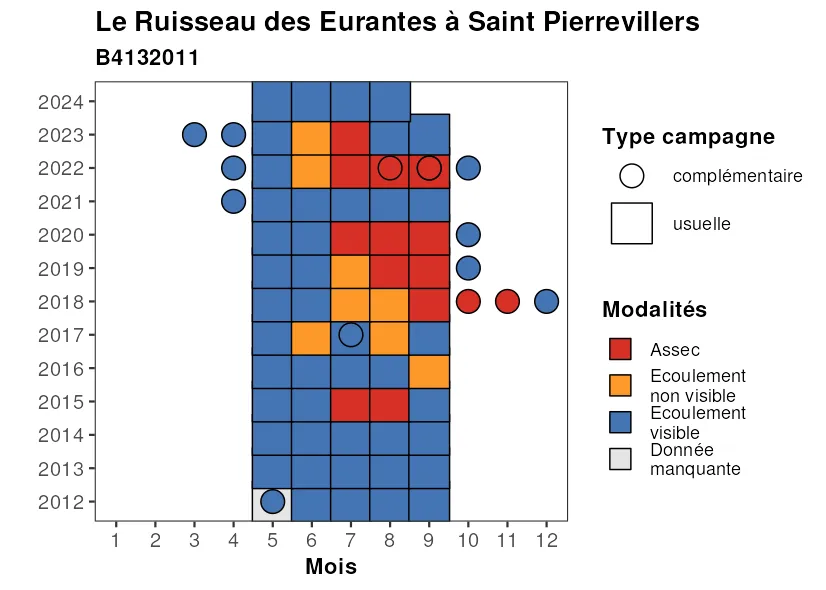 Le Ruisseau des Eurantes à Saint Pierrevillers
B4132011
2024
2023
2022
2021
2020
2019
2018
2017
2016
2015
2014
2013
2012
1 2 3 4 5 6 7 8 9 10 11 12
Mois
Type campagne
complémentaire
usuelle
Modalités
Assec
Ecoulement
non visible
Ecoulement
visible
Donnée
manquante